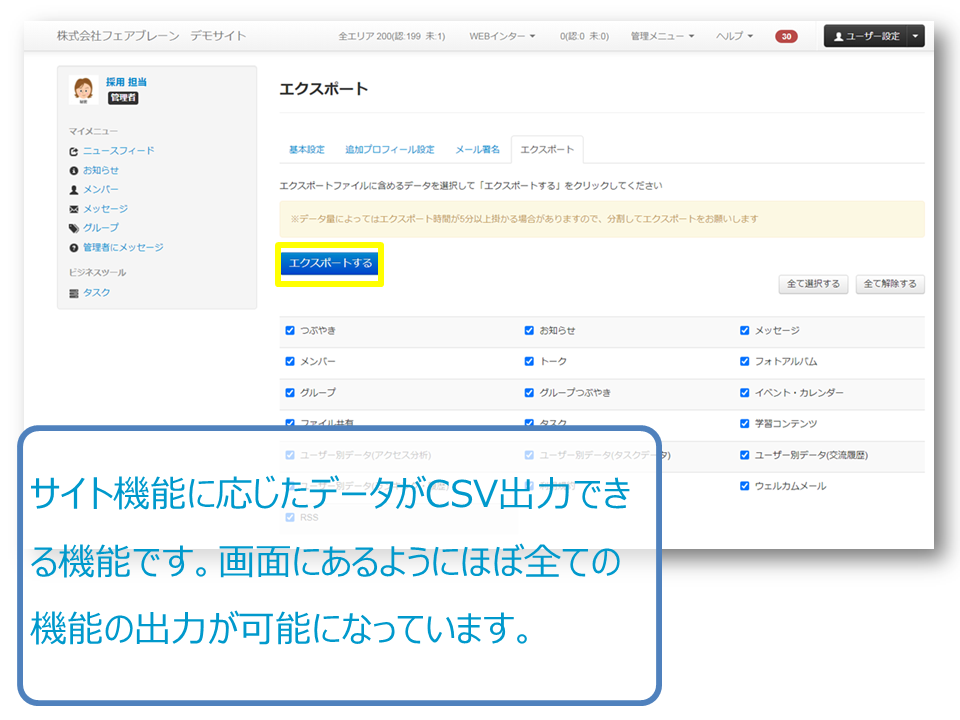 株式会社フェアブレーン デモサイト
全エリア 200(認:199 未:1) WEBインター 0(認:0 未:0) 管理メニュー ヘルプ 30 ユーザー設定
採用 担当
管理者
マイメニュー
ニュースフィード
お知らせ
メンバー
メッセージ
グループ
管理者にメッセージ
ビジネスツール
タスク
エクスポート
基本設定 追加プロフィール設定 メール署名 エクスポート
エクスポートファイルに含めるデータを選択して「エクスポートする」をクリックしてください
※データ量によってはエクスポート時間が5分以上掛かる場合がありますので、分割してエクスポートをお願いします
エクスポートする
全て選択する 全て解除する
つぶやき お知らせ メッセージ
メンバー トーク フォトアルバム
グループ グループつぶやき イベント・カレンダー
ファイル共有 タスク 学習コンテンツ
ユーザー別データ(アクセス分析) ユーザー別データ(タスクデータ) ユーザー別データ(交流履歴)
ウェルカムメール
RSS
サイト機能に応じたデータがCSV出力でき
る機能です。画面にあるようにほぼ全ての
機能の出力が可能になっています。